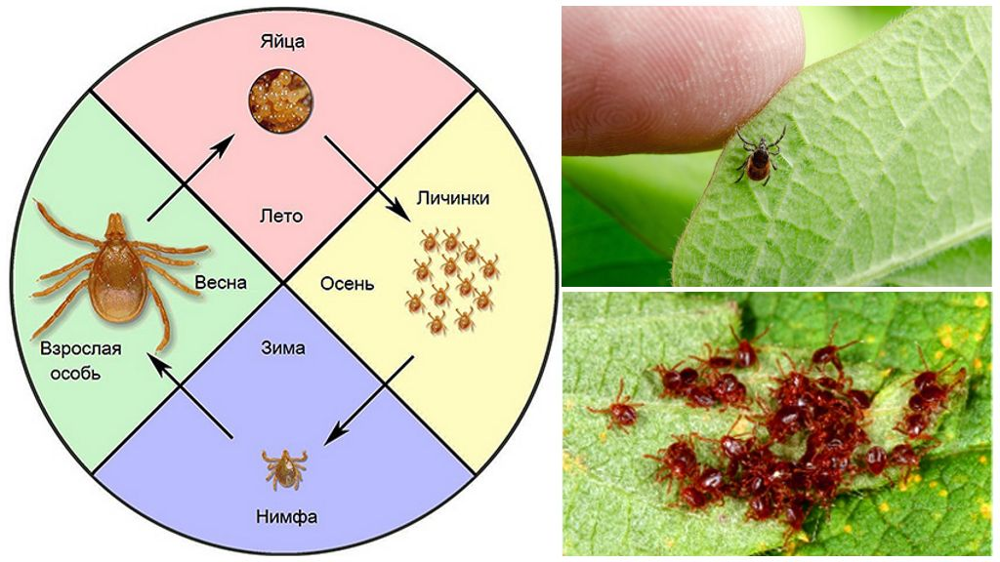 Яйца
Лето
Личинки
Осень
Весна
Взрослая
особь
Зима
Нимфа